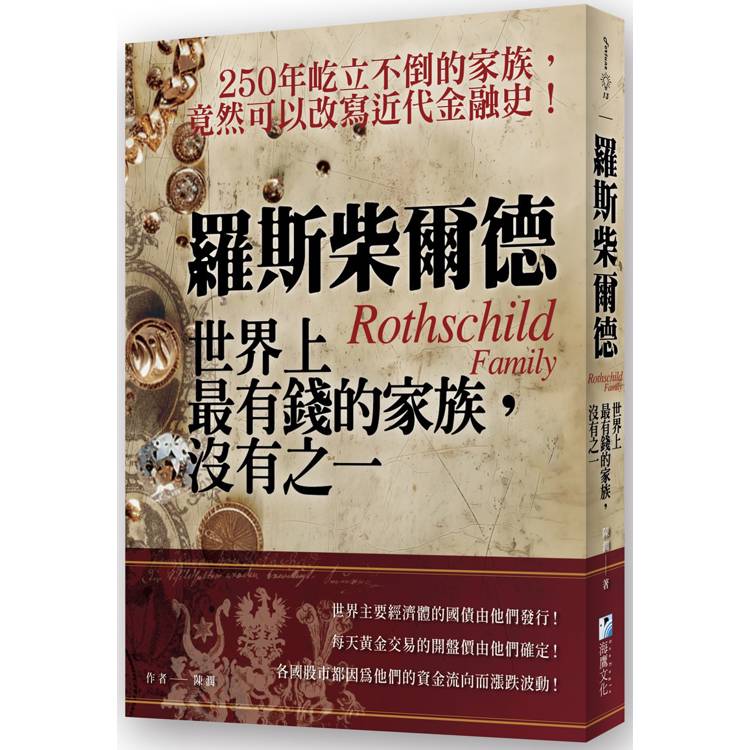 250年屹立不倒的家族，
竟然可以改寫近代金融史！
羅斯柴爾德
Rothschild
Family
世界上
最有錢的家族，
沒有之一
世界主要經濟體的國債由他們發行！
每天黃金交易的開盤價由他們確定！
各國股市都因為他們的資金流向而漲跌波動！
作者──陳潤
Fortune
13
羅斯柴爾德
Rothschild
Family
世界上
最有錢的家族，
沒有之一
陳潤──著
海鷹文化